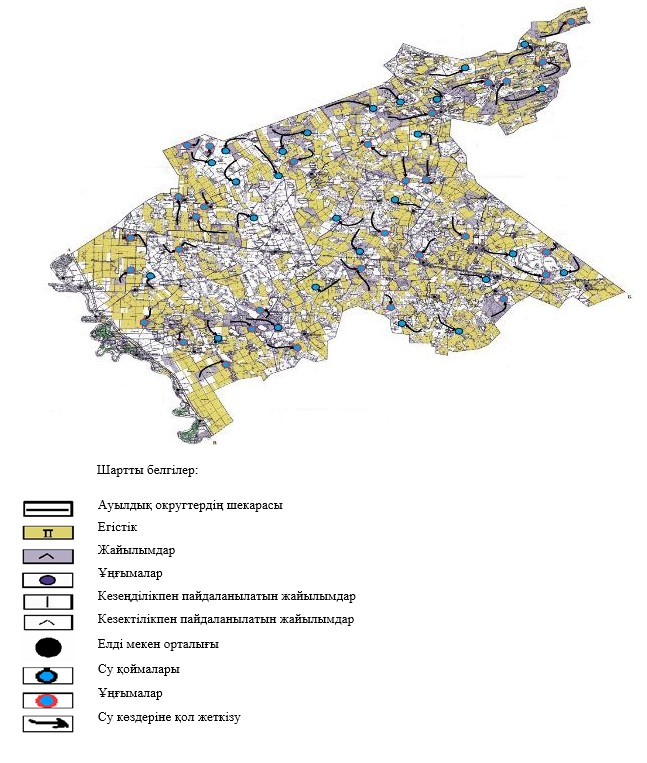 Шартты белгілер:
Ауылдық округтердің шекарасы
Егістік
Жайылымдар
Ұңғымалар
Кезеңділікпен пайдаланылатын жайылымдар
Кезектілікпен пайдаланылатын жайылымдар
Елді мекен орталығы
Су қоймалары
Ұңғымалар
Су көздеріне қол жеткізу